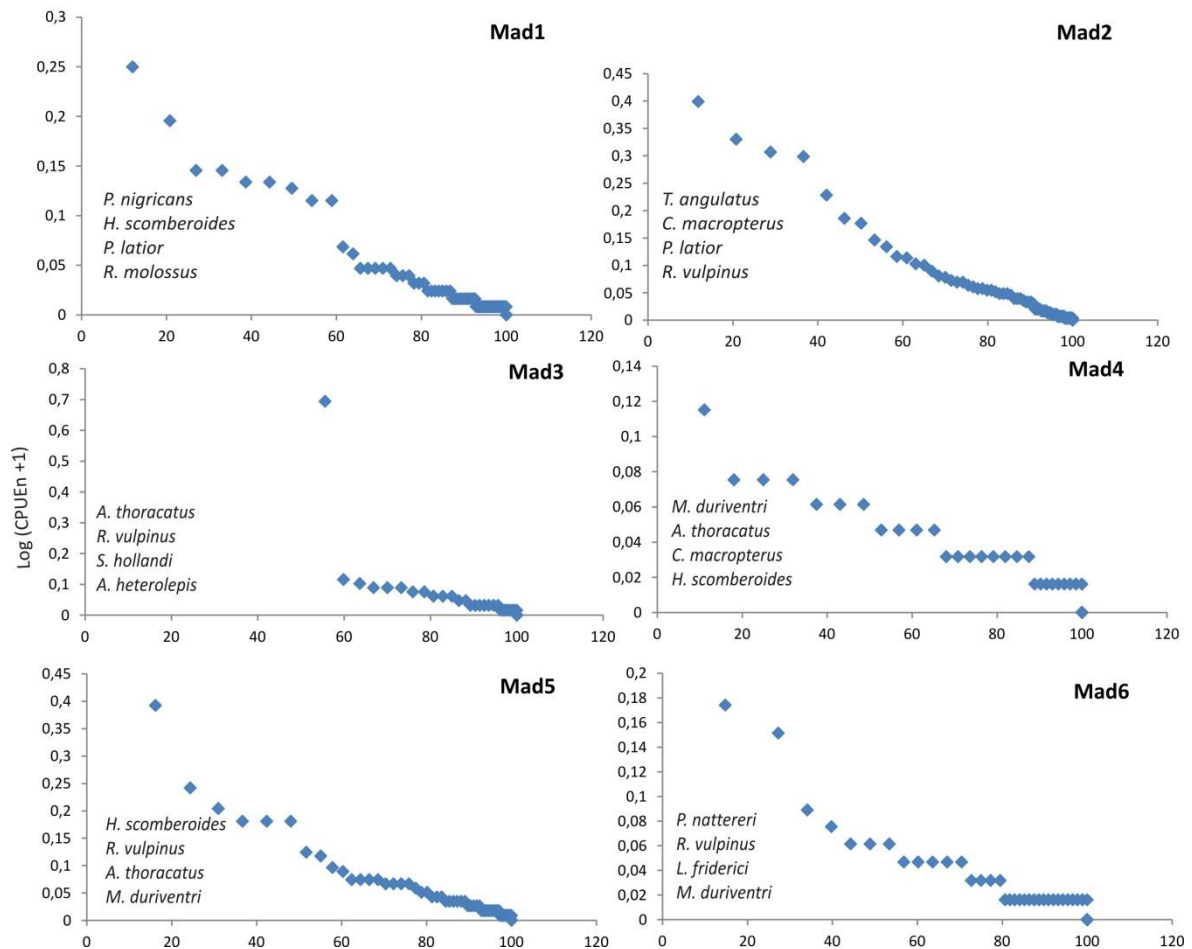 Mad1
0,3
0,25
0,2
0,15
0,1
0,05
0
P. nigricans
H. scomberoides
P. latior
R. molossus
0 20 40 60 80 100 120
Mad2
0,45
0,4
0,35
0,3
0,25
0,2
0,15
0,1
0,05
0
T. angulatus
C. macropterus
P. latior
R. vulpinus
0 20 40 60 80 100 120
Log (CPUEn +1)
Mad3
0,8
0,7
0,6
0,5
0,4
0,3
0,2
0,1
0
A. thoracatus
R. vulpinus
S. hollandi
A. heterolepis
0 20 40 60 80 100 120
Mad4
0,14
0,12
0,1
0,08
0,06
0,04
0,02
0
M. duriventri
A. thoracatus
C. macropterus
H. scomberoides
0 20 40 60 80 100 120
Mad5
0,45
0,4
0,35
0,3
0,25
0,2
0,15
0,1
0,05
0
H. scomberoides
R. vulpinus
A. thoracatus
M. duriventri
0 20 40 60 80 100 120
Mad6
0,2
0,18
0,16
0,14
0,12
0,1
0,08
0,06
0,04
0,02
0
P. nattereri
R. vulpinus
L. friderici
M. duriventri
0 20 40 60 80 100 120